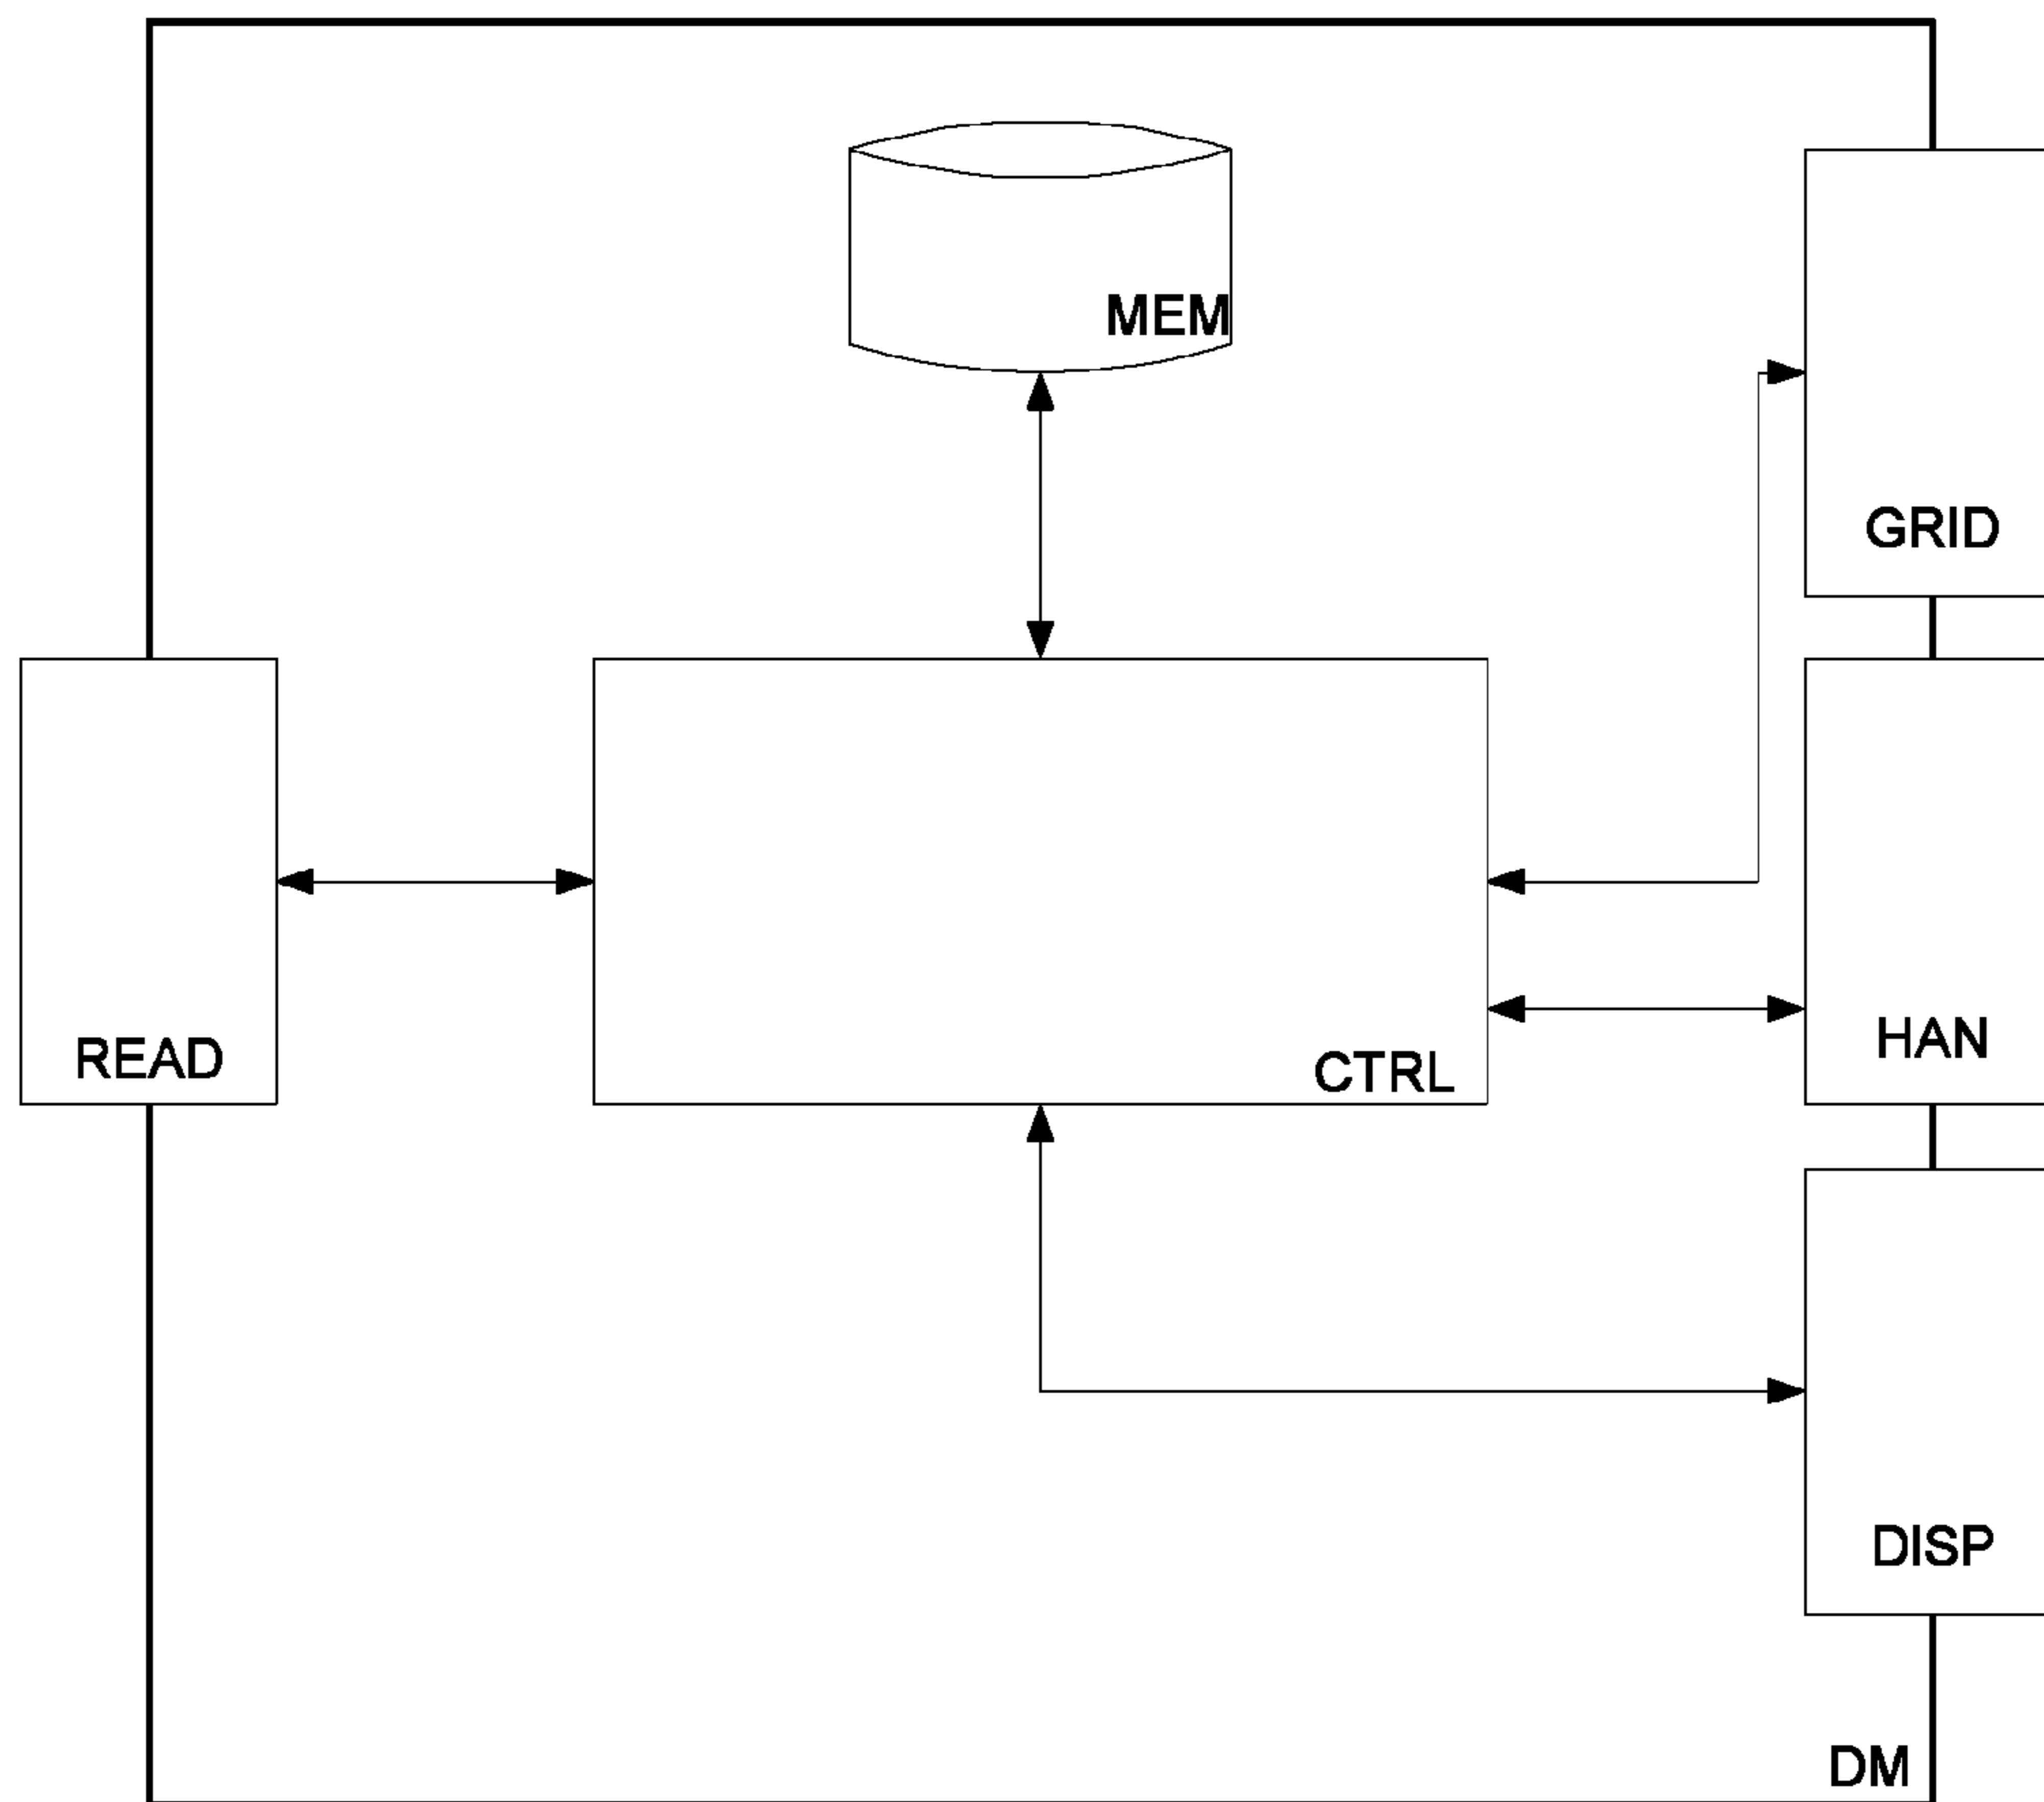 MEM
GRID
READ
CTRL
HAN
DISP
DM